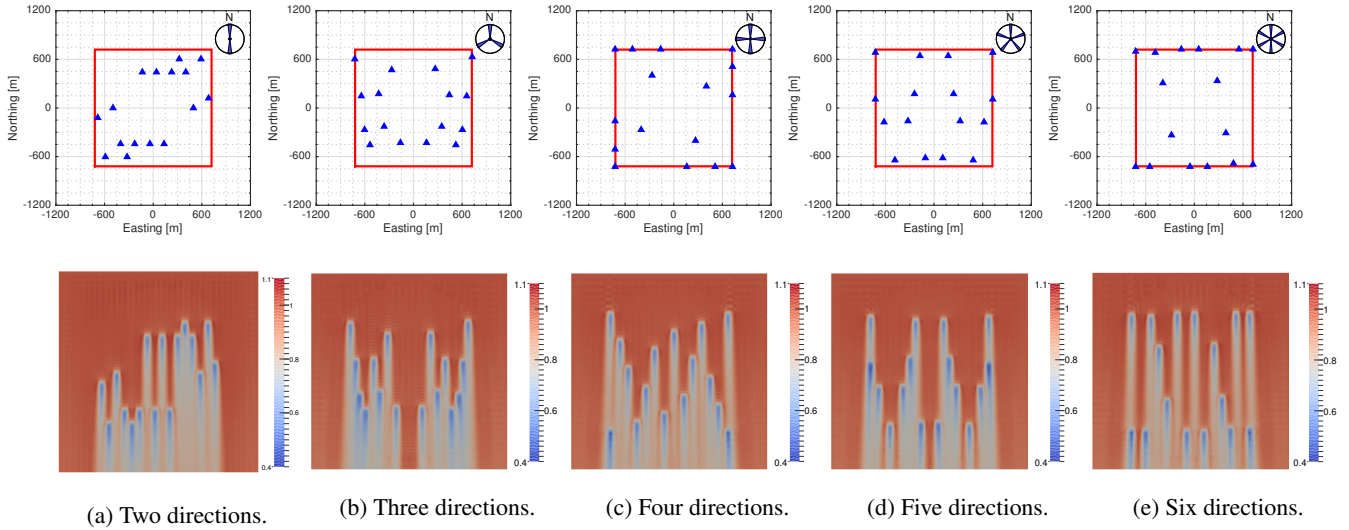 N N N N N
1200 1200 1200 1200 1200
600 600 600 600 600
0 0 0 0 0
-600 -600 -600 -600 -600
-1200 -1200 -1200 -1200 -1200
Northing [m] Northing [m] Northing [m] Northing [m] Northing [m]
-1200 -600 0 600 1200 -1200 -600 0 600 1200 -1200 -600 0 600 1200 -1200 -600 0 600 1200 -1200 -600 0 600 1200
Easting [m] Easting [m] Easting [m] Easting [m] Easting [m]
1.1 1.1 1.1 1.1 1.1
1 1 1 1 1
0.8 0.8 0.8 0.8 0.8
0.6 0.6 0.6 0.6 0.6
0.4 0.4 0.4 0.4 0.4
(a) Two directions. (b) Three directions. (c) Four directions. (d) Five directions. (e) Six directions.